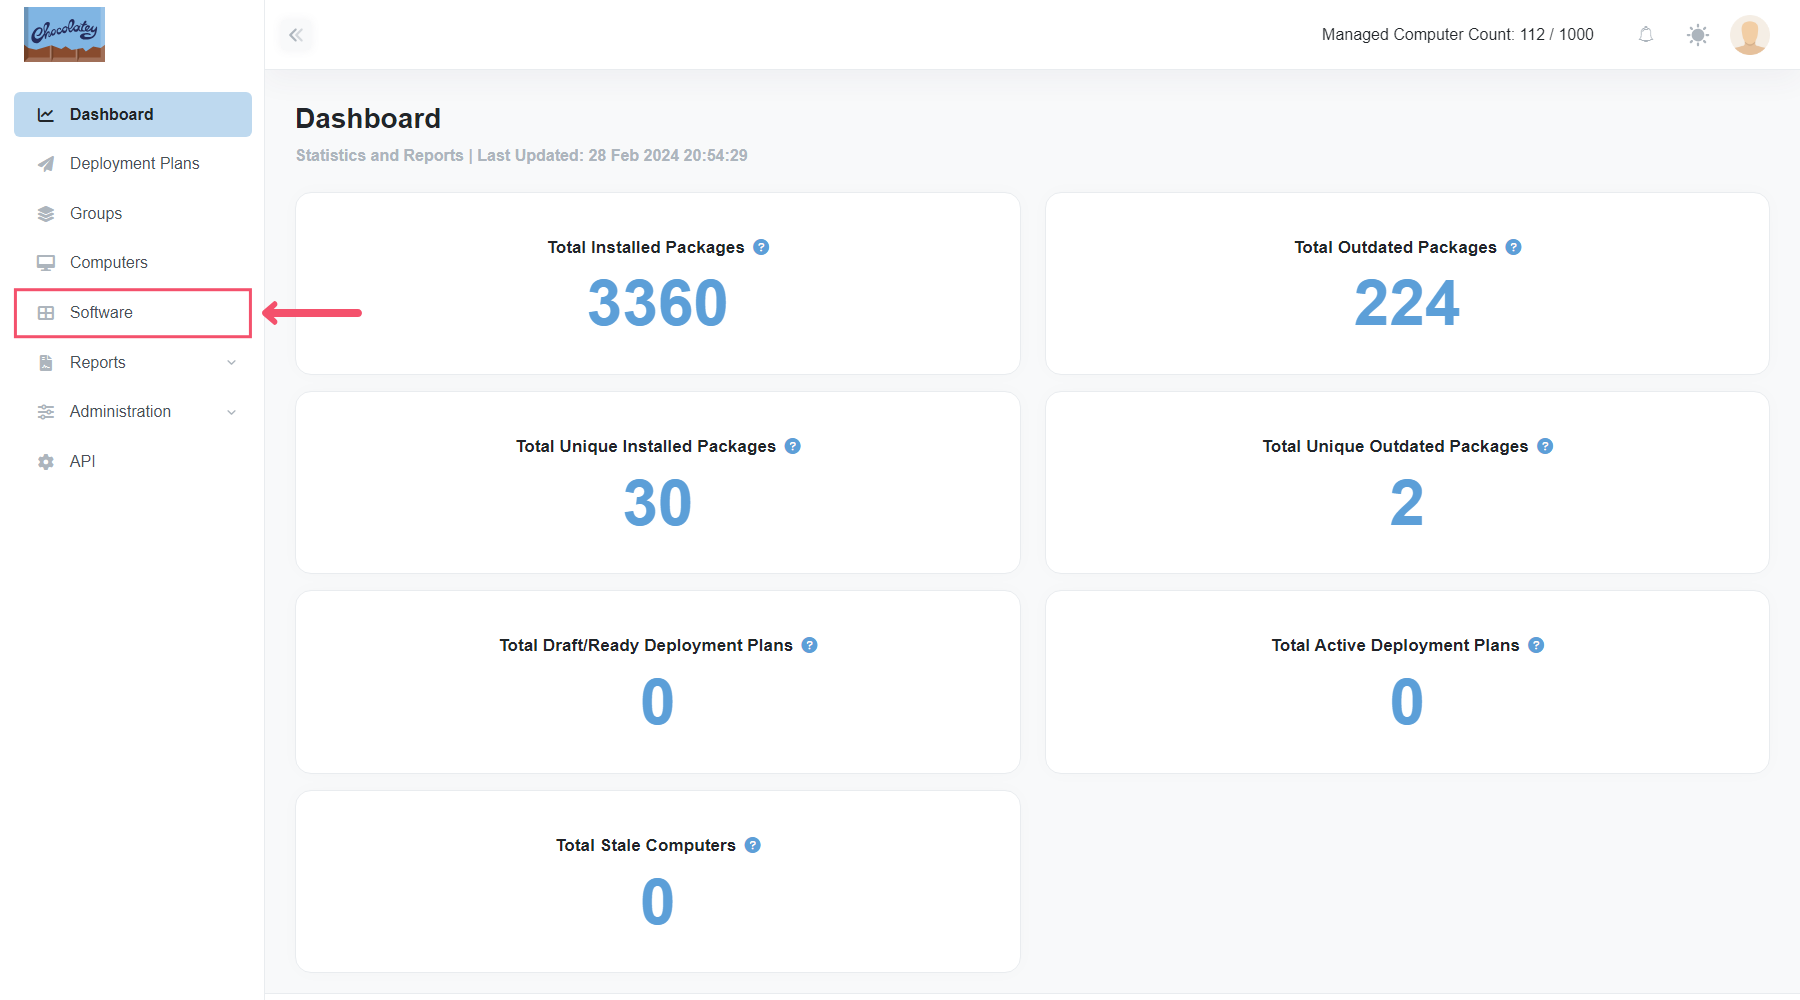 Chocolatey
Managed Computer Count: 112 / 1000
Dashboard
Deployment Plans
Groups
Computers
Software
Reports
Administration
API
Dashboard
Statistics and Reports | Last Updated: 28 Feb 2024 20:54:29
Total Installed Packages ?
3360
Total Outdated Packages ?
224
Total Unique Installed Packages ?
30
Total Unique Outdated Packages ?
2
Total Draft/Ready Deployment Plans ?
0
Total Active Deployment Plans ?
0
Total Stale Computers ?
0